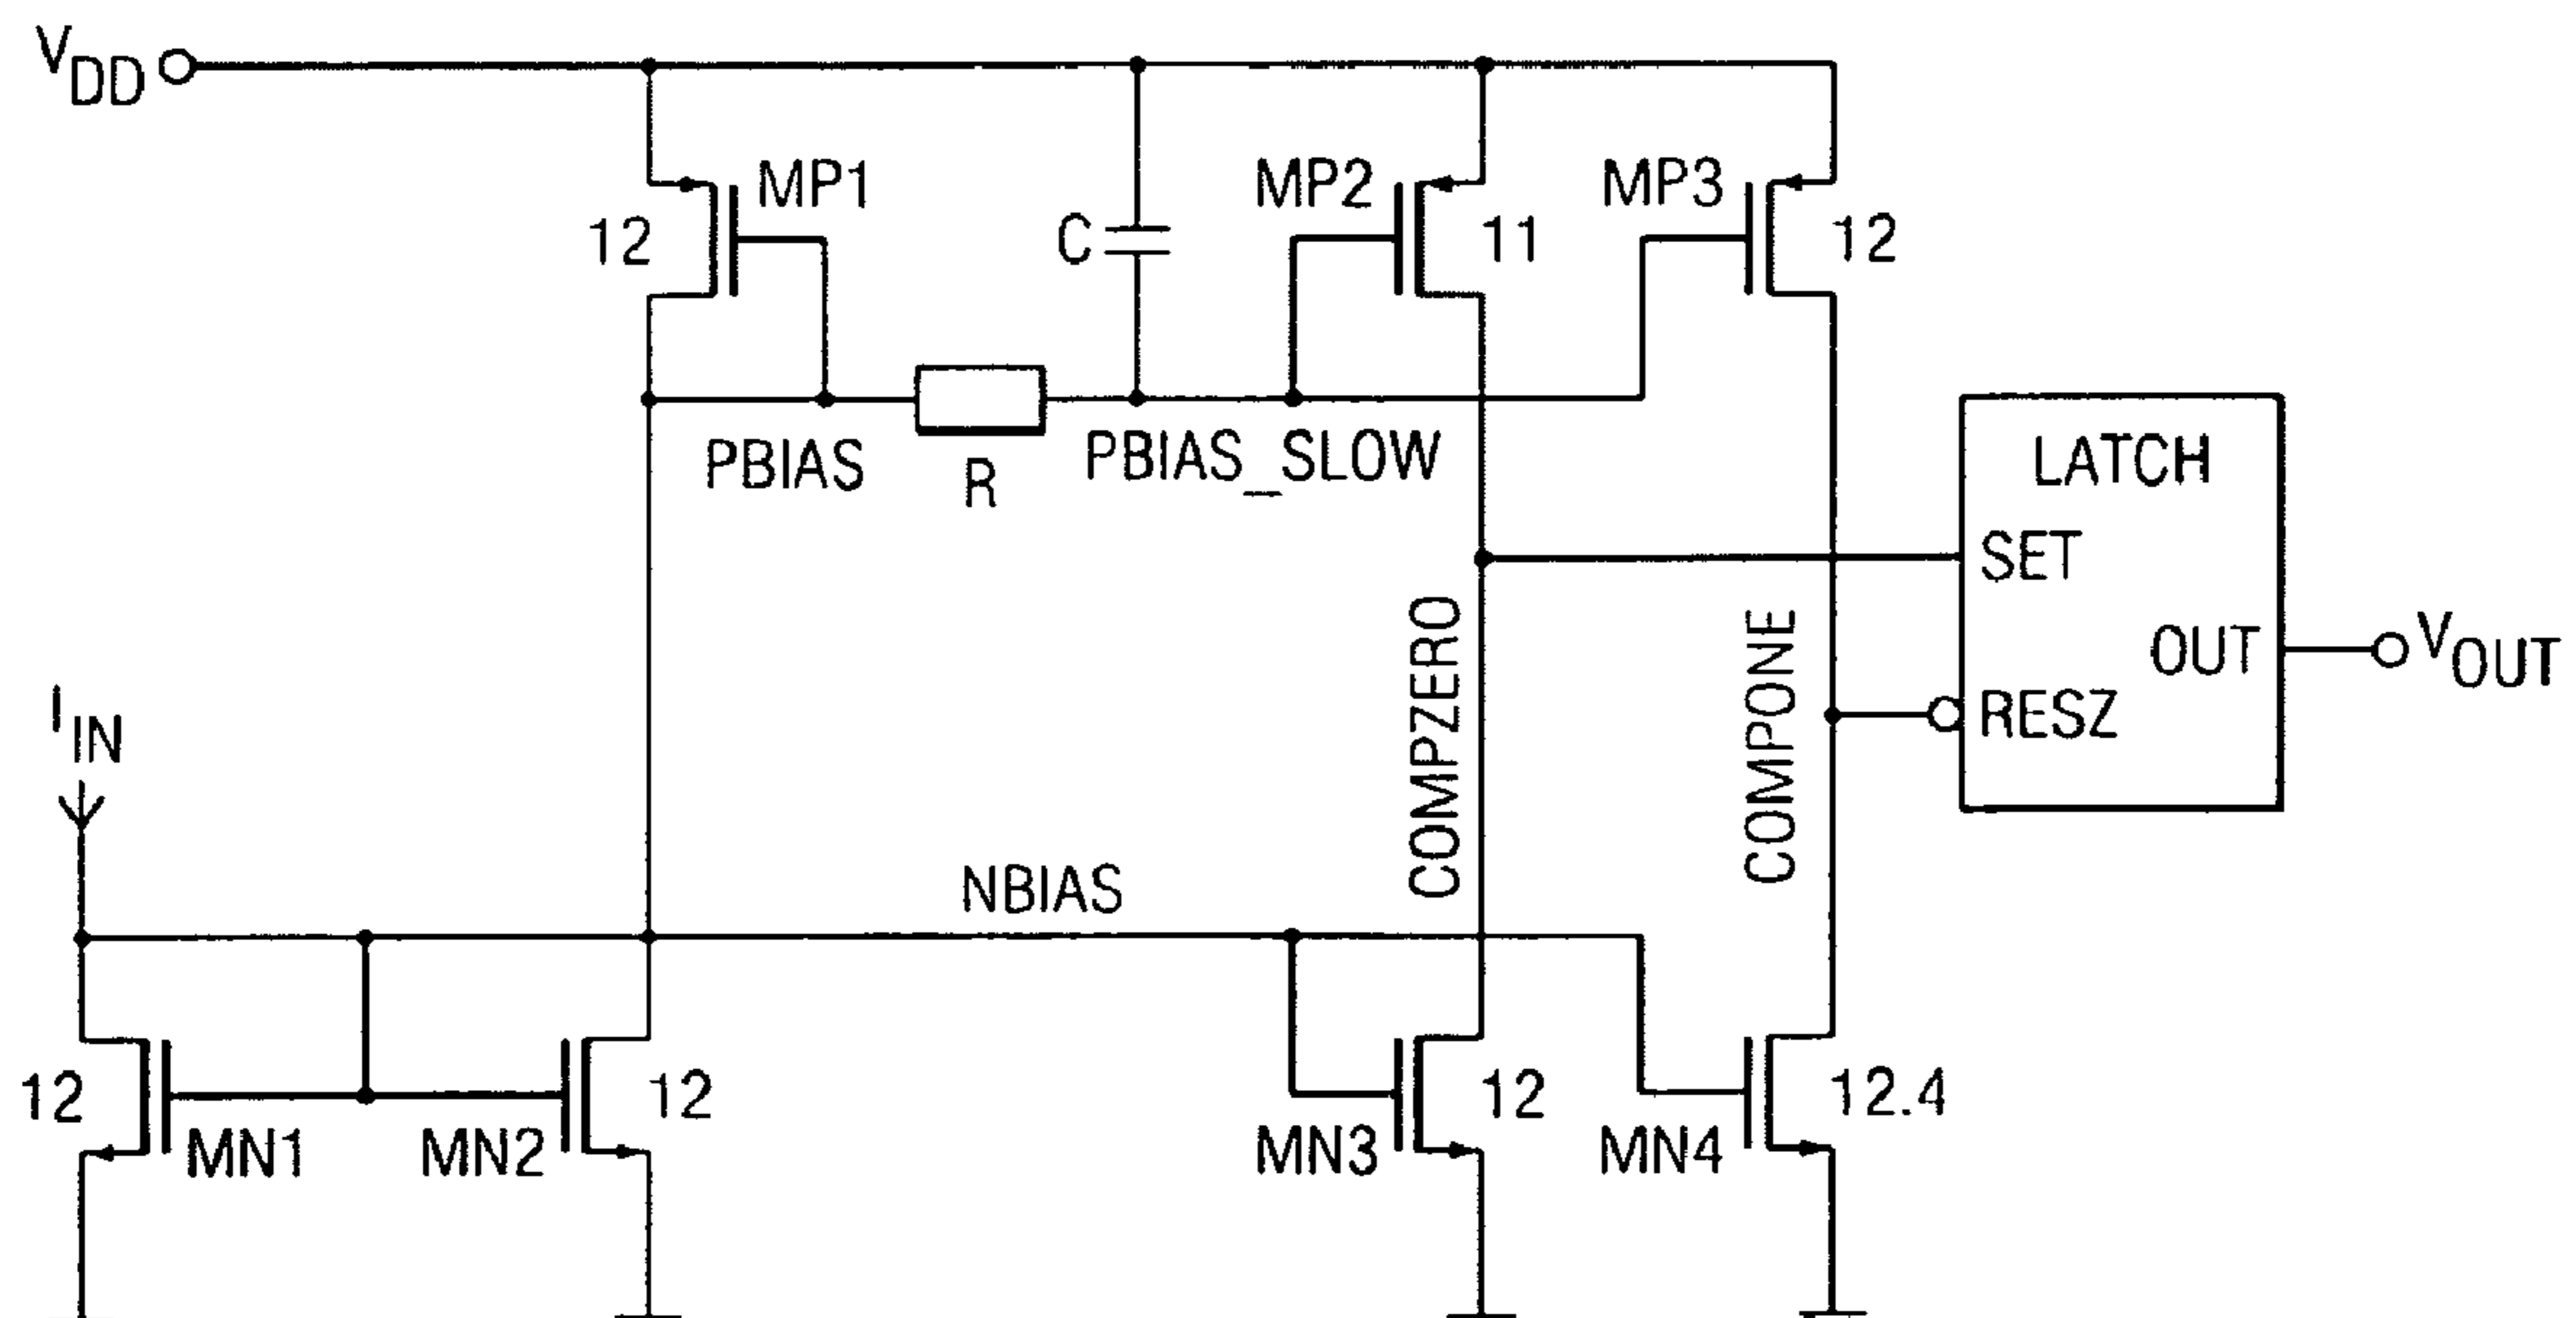 VDD
MP1
12
C
MP2
11
MP3
12
PBIAS
R
PBIAS_SLOW
LATCH
SET
OUT
RESZ
VOUT
COMPZERO
COMPONE
IIN
NBIAS
12
MN1
MN2
12
MN3
12
MN4
12.4